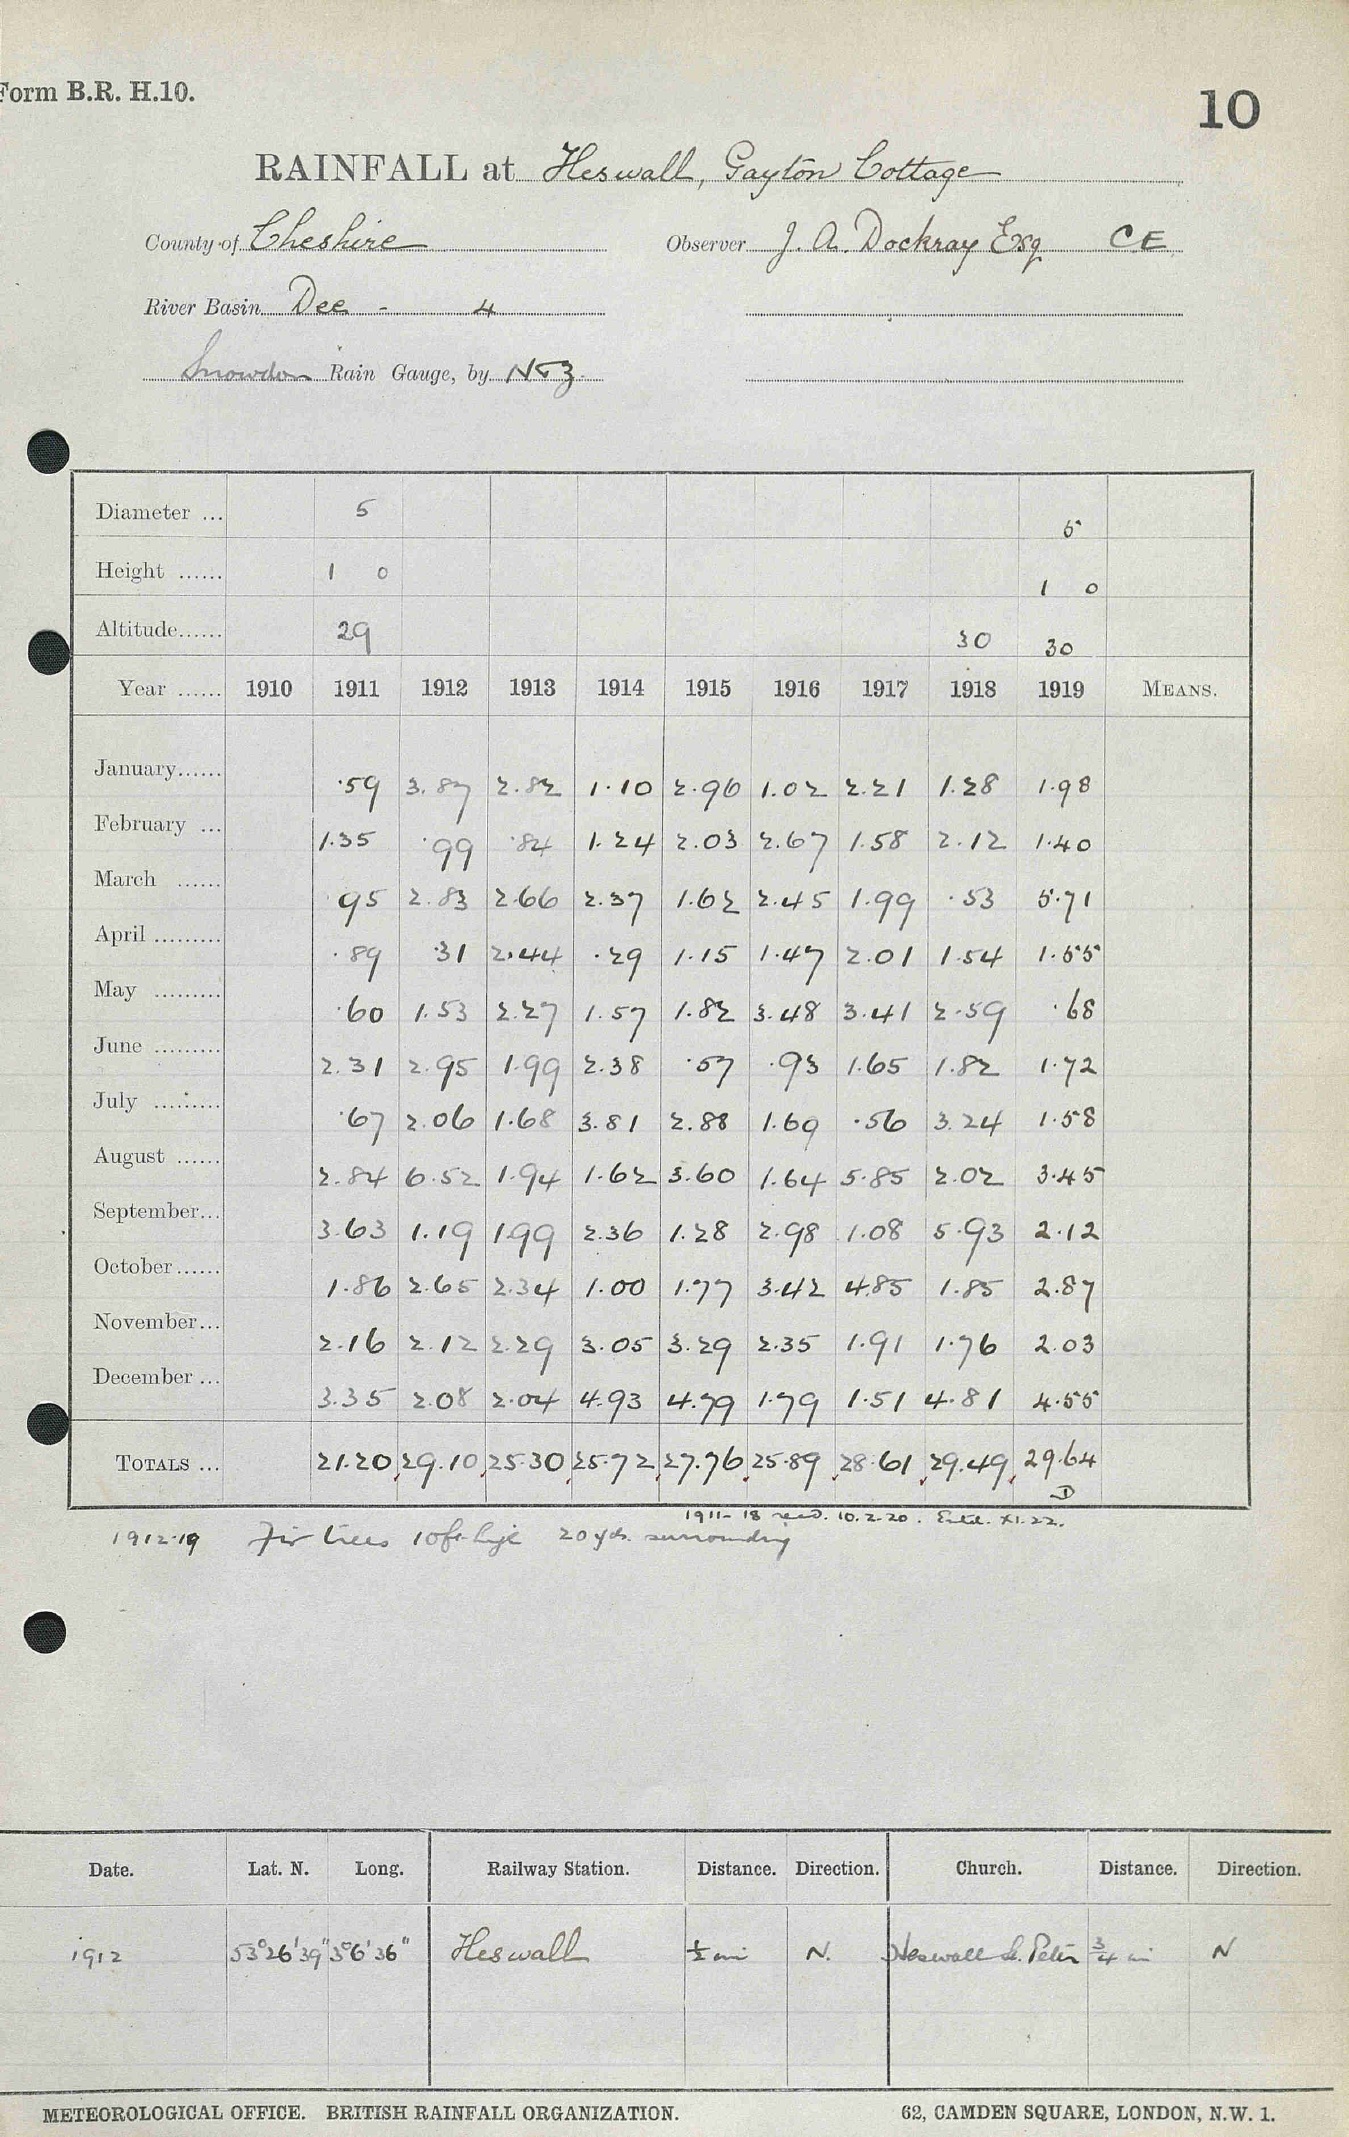 Form B.R. H.10.
10
RAINFALL at Heswall, Gayton Cottage
County of Cheshire Observer J. A. Dockray Esq CE
River Basin Dee - 4
Snowdon Rain Gauge, by N&Z.
Diameter ... 5 5
Height ...... 1 0 1 0
Altitude...... 29 30 30
Year ...... 1910 1911 1912 1913 1914 1915 1916 1917 1918 1919 MEANS.
January...... .59 3.87 2.82 1.10 2.96 1.02 2.21 1.28 1.98
February ... 1.35 .99 .84 1.24 2.03 2.67 1.58 2.12 1.40
March ...... .95 2.83 2.66 2.37 1.62 2.45 1.99 .53 5.71
April ......... .89 .31 2.44 .29 1.15 1.47 2.01 1.54 1.55
May ......... .60 1.53 2.27 1.57 1.82 3.48 3.41 2.59 .68
June ......... 2.31 2.95 1.99 2.38 .57 .93 1.65 1.82 1.72
July ......... .67 2.06 1.68 3.81 2.88 1.69 .56 3.24 1.58
August ...... 2.84 6.52 1.94 1.62 3.60 1.64 5.85 2.02 3.45
September... 3.63 1.19 1.99 2.36 1.28 2.98 1.08 5.93 2.12
October...... 1.86 2.65 2.34 1.00 1.77 3.42 4.85 1.85 2.87
November... 2.16 2.12 2.29 3.05 3.29 2.35 1.91 1.76 2.03
December ... 3.35 2.08 2.04 4.93 4.79 1.79 1.51 4.81 4.55
TOTALS ... 21.20 29.10 25.30 25.72 27.76 25.89 28.61 29.49 29.64
1911-18 recd. 10.2.20. Entd. XI.22.
1912-19 Fir trees 10ft high 20 yds. surrounding
Date. Lat. N. Long. Railway Station. Distance. Direction. Church. Distance. Direction.
1912 53° 26' 39" 3° 6' 36" Heswall ½ mi N. Heswall St. Peter ¾ mi N
METEOROLOGICAL OFFICE. BRITISH RAINFALL ORGANIZATION. 62, CAMDEN SQUARE, LONDON, N.W. 1.